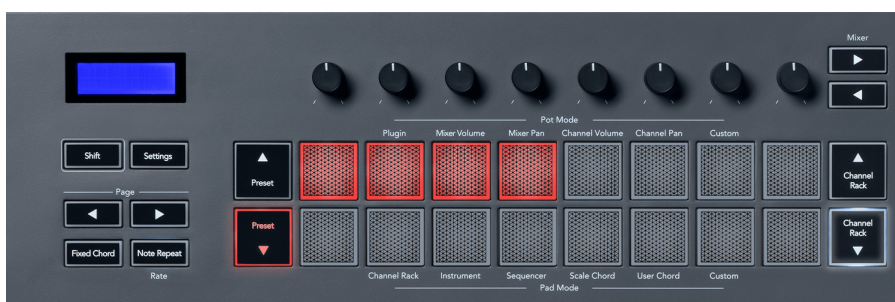 Mixer
Pot Mode
Plugin Mixer Volume Mixer Pan Channel Volume Channel Pan Custom
Shift Settings
Preset
Channel
Rack
Page
Preset
Channel
Rack
Fixed Chord Note Repeat
Rate
Channel Rack Instrument Sequencer Scale Chord User Chord Custom
Pad Mode